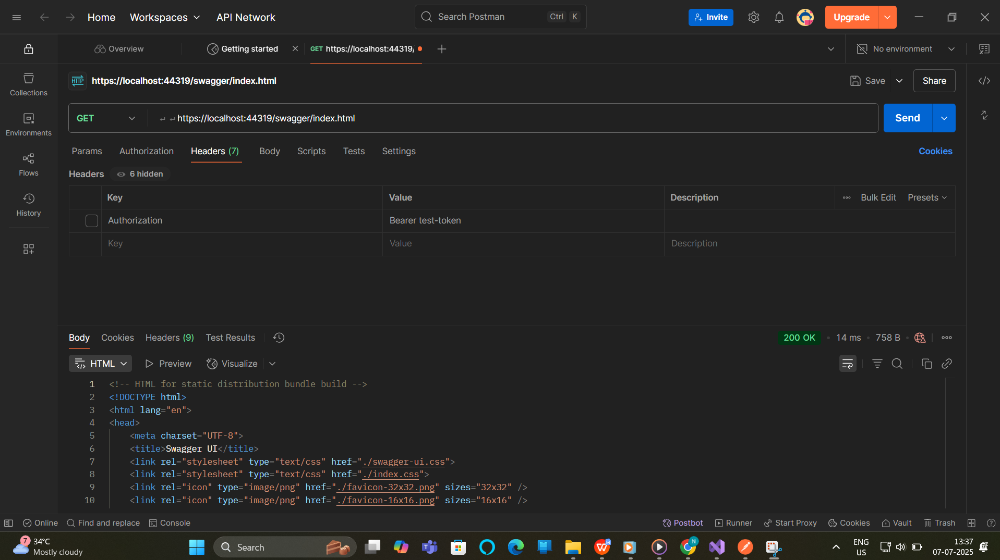 Home Workspaces API Network Search Postman Ctrl K Invite Upgrade
Overview Getting started GET https://localhost:44319/ No environment
HTTP https://localhost:44319/swagger/index.html Save Share
Collections
Environments
Flows
History
GET ↵ ↵ https://localhost:44319/swagger/index.html Send
Params Authorization Headers (7) Body Scripts Tests Settings Cookies
Headers 6 hidden
Key Value Description Bulk Edit Presets
Authorization Bearer test-token
Key Value Description
Body Cookies Headers (9) Test Results 200 OK • 14 ms • 758 B
HTML Preview Visualize
1 <!-- HTML for static distribution bundle build -->
2 <!DOCTYPE html>
3 <html lang="en">
4 <head>
5 <meta charset="UTF-8">
6 <title>Swagger UI</title>
7 <link rel="stylesheet" type="text/css" href="./swagger-ui.css">
8 <link rel="stylesheet" type="text/css" href="./index.css">
9 <link rel="icon" type="image/png" href="./favicon-32x32.png" sizes="32x32" />
10 <link rel="icon" type="image/png" href="./favicon-16x16.png" sizes="16x16" />
Online Find and replace Console Postbot Runner Start Proxy Cookies Vault Trash
7 34°C
Mostly cloudy
Search
N
ENG
US
13:37
07-07-2025